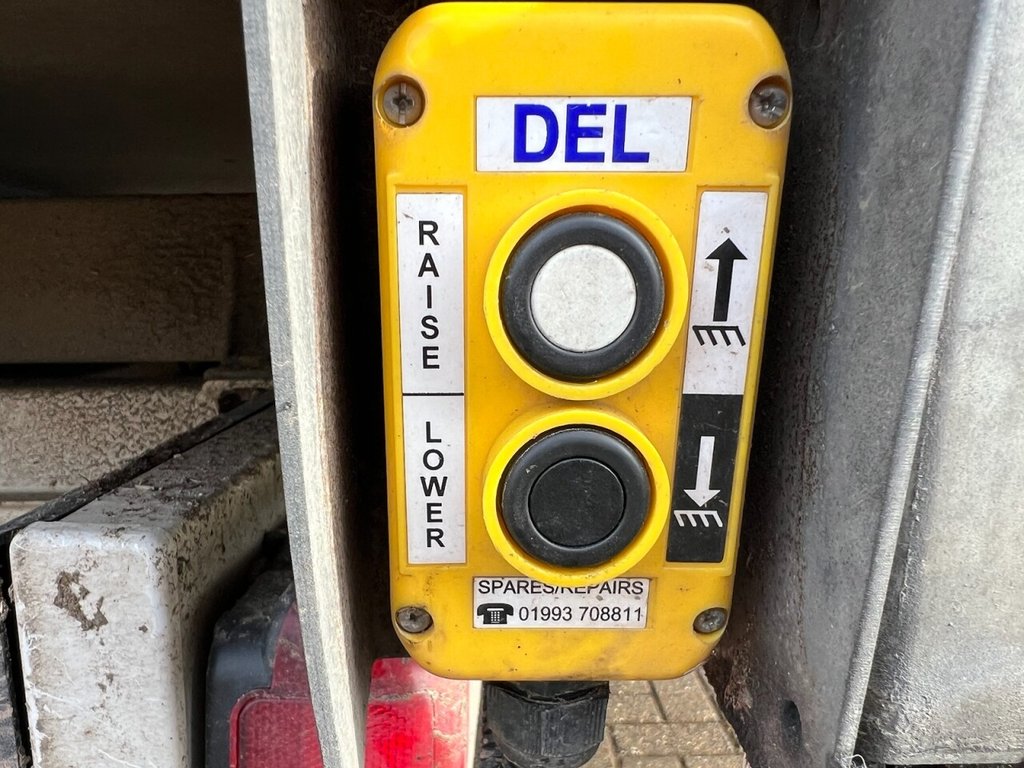 DEL
RAISE
LOWER
SPARES/REPAIRS
01993 708811